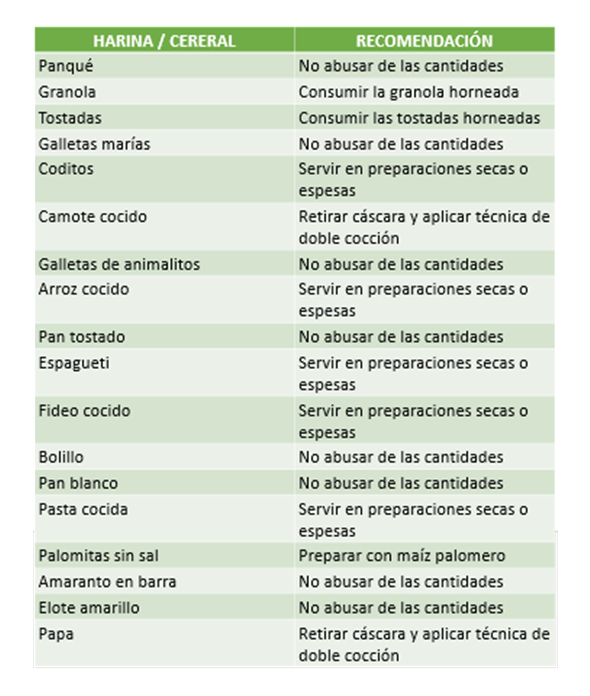 HARINA / CERERAL RECOMENDACIÓN
Panqué No abusar de las cantidades
Granola Consumir la granola horneada
Tostadas Consumir las tostadas horneadas
Galletas marías No abusar de las cantidades
Coditos Servir en preparaciones secas o
espesas
Camote cocido Retirar cáscara y aplicar técnica de
doble cocción
Galletas de animalitos No abusar de las cantidades
Arroz cocido Servir en preparaciones secas o
espesas
Pan tostado No abusar de las cantidades
Espagueti Servir en preparaciones secas o
espesas
Fideo cocido Servir en preparaciones secas o
espesas
Bolillo No abusar de las cantidades
Pan blanco No abusar de las cantidades
Pasta cocida Servir en preparaciones secas o
espesas
Palomitas sin sal Preparar con maíz palomero
Amaranto en barra No abusar de las cantidades
Elote amarillo No abusar de las cantidades
Papa Retirar cáscara y aplicar técnica de
doble cocción